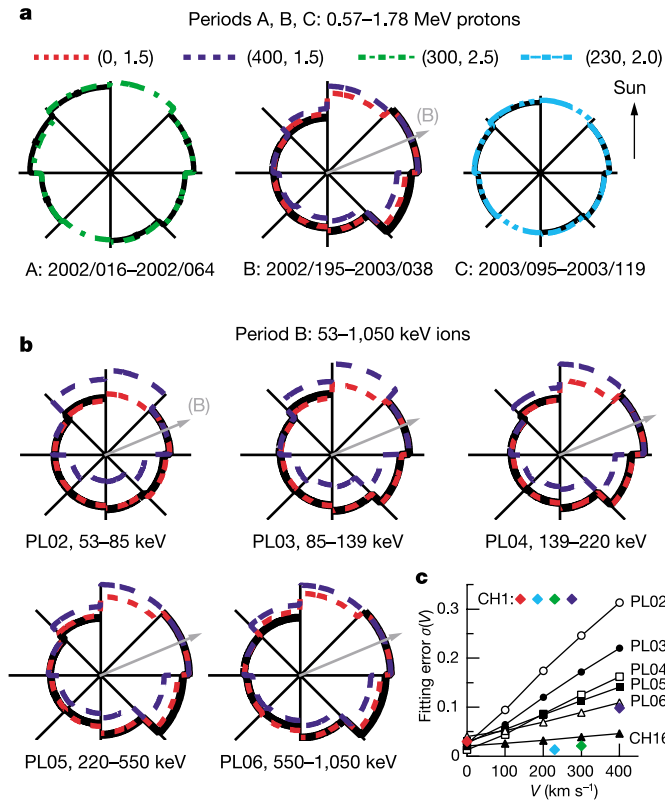 a
Periods A, B, C: 0.57–1.78 MeV protons
(0, 1.5) (400, 1.5) (300, 2.5) (230, 2.0)
Sun
(B)
A: 2002/016–2002/064 B: 2002/195–2003/038 C: 2003/095–2003/119
b
Period B: 53–1,050 keV ions
(B)
PL02, 53–85 keV PL03, 85–139 keV PL04, 139–220 keV
PL05, 220–550 keV PL06, 550–1,050 keV
c
CH1:
PL02
PL03
PL04
PL05
PL06
CH16
Fitting error σ(V)
0.3
0.2
0.1
0
0 100 200 300 400
V (km s⁻¹)